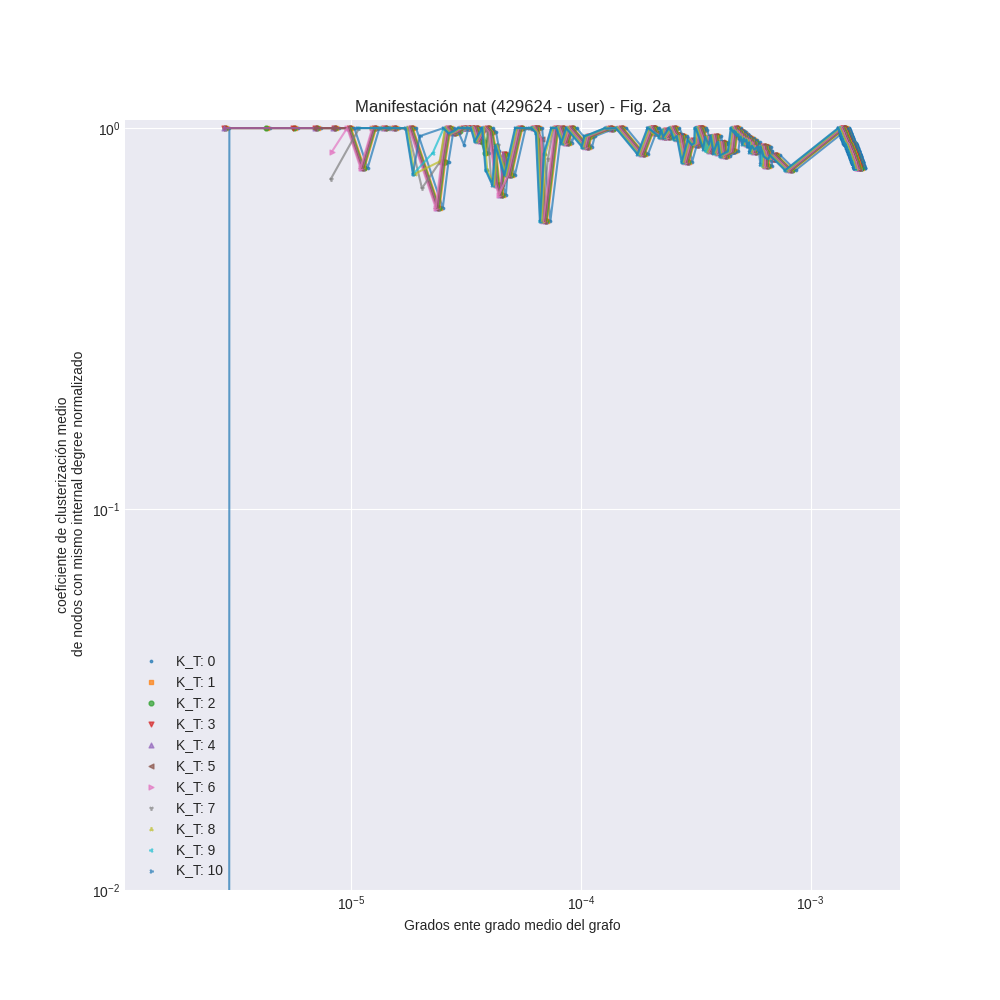 Manifestación nat (429624 - user) - Fig. 2a
10⁰
10⁻¹
10⁻²
coeficiente de clusterización medio
de nodos con mismo internal degree normalizado
K_T: 0
K_T: 1
K_T: 2
K_T: 3
K_T: 4
K_T: 5
K_T: 6
K_T: 7
K_T: 8
K_T: 9
K_T: 10
10⁻⁵
10⁻⁴
10⁻³
Grados ente grado medio del grafo